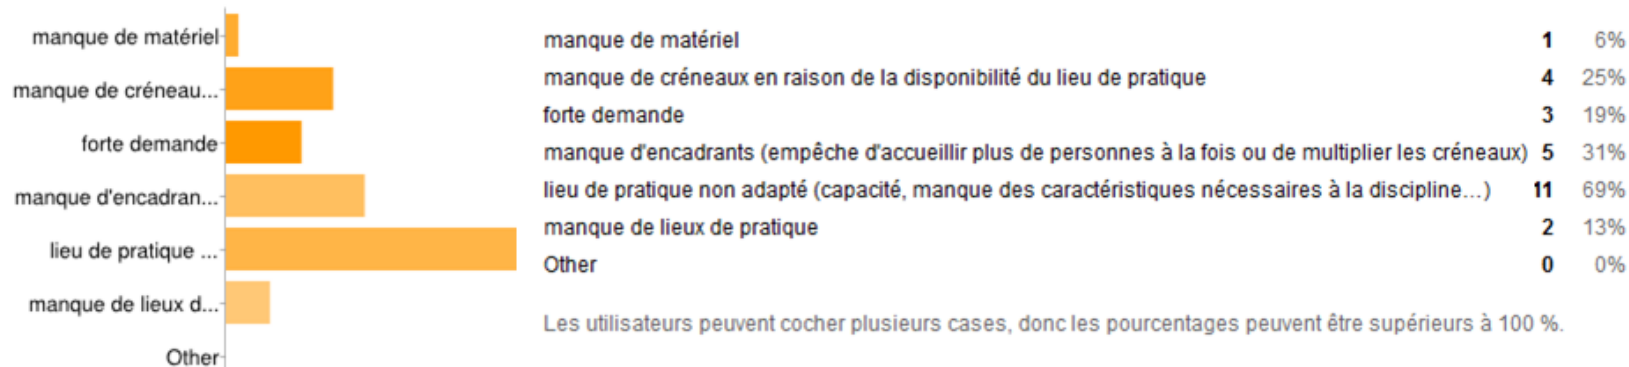 manque de matériel
manque de créneau...
forte demande
manque d'encadran...
lieu de pratique ...
manque de lieux d...
Other
manque de matériel 1 6%
manque de créneaux en raison de la disponibilité du lieu de pratique 4 25%
forte demande 3 19%
manque d'encadrants (empêche d'accueillir plus de personnes à la fois ou de multiplier les créneaux) 5 31%
lieu de pratique non adapté (capacité, manque des caractéristiques nécessaires à la discipline...) 11 69%
manque de lieux de pratique 2 13%
Other 0 0%
Les utilisateurs peuvent cocher plusieurs cases, donc les pourcentages peuvent être supérieurs à 100 %.